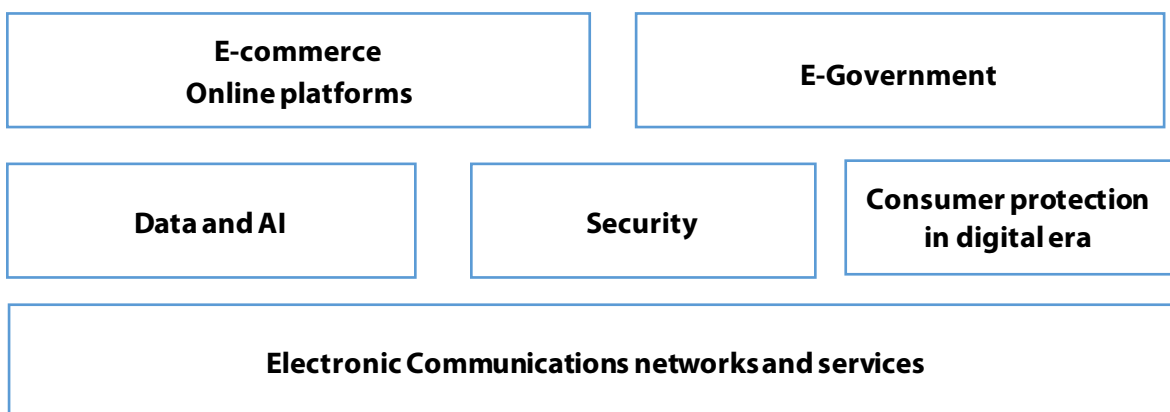 E-commerce
Online platforms
E-Government
Data and AI
Security
Consumer protection
in digital era
Electronic Communications networks and services